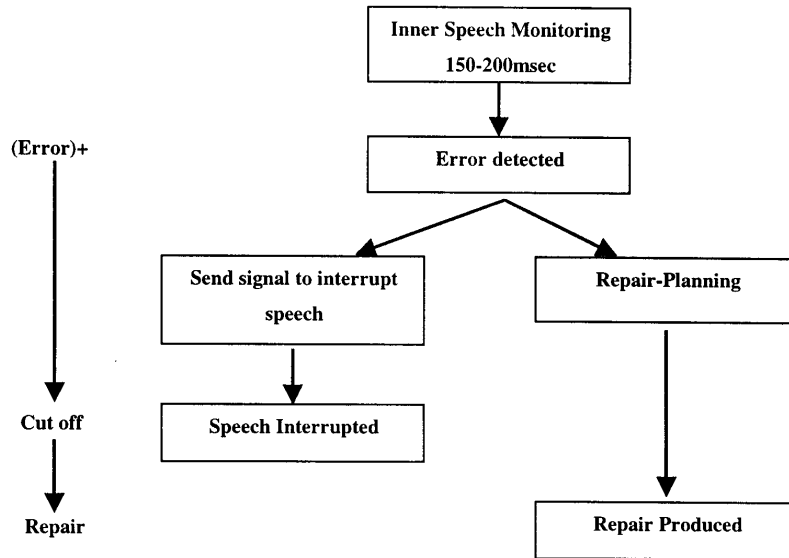 Inner Speech Monitoring
150-200msec
(Error)+
Error detected
Send signal to interrupt
speech
Repair-Planning
Cut off
Speech Interrupted
Repair
Repair Produced